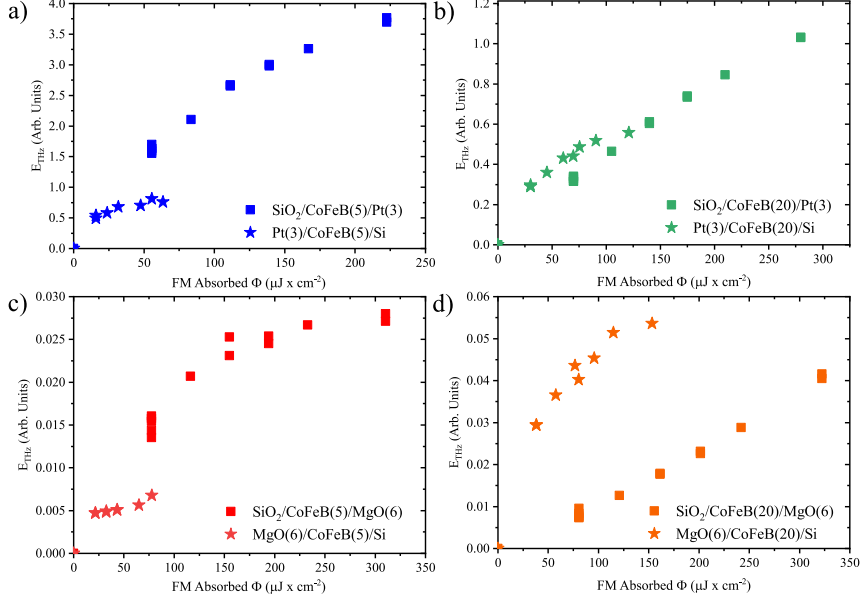 a)
4.0
3.5
3.0
2.5
2.0
1.5
1.0
0.5
0.0
E_THz (Arb. Units)
SiO₂/CoFeB(5)/Pt(3)
Pt(3)/CoFeB(5)/Si
0 50 100 150 200 250
FM Absorbed Φ (μJ x cm⁻²)
b)
1.2
1.0
0.8
0.6
0.4
0.2
0.0
E_THz (Arb. Units)
SiO₂/CoFeB(20)/Pt(3)
Pt(3)/CoFeB(20)/Si
0 50 100 150 200 250 300
FM Absorbed Φ (μJ x cm⁻²)
c)
0.030
0.025
0.020
0.015
0.010
0.005
0.000
E_THz (Arb. Units)
SiO₂/CoFeB(5)/MgO(6)
MgO(6)/CoFeB(5)/Si
0 50 100 150 200 250 300 350
FM Absorbed Φ (μJ x cm⁻²)
d)
0.06
0.05
0.04
0.03
0.02
0.01
0.00
E_THz (Arb. Units)
SiO₂/CoFeB(20)/MgO(6)
MgO(6)/CoFeB(20)/Si
0 50 100 150 200 250 300 350
FM Absorbed Φ (μJ x cm⁻²)